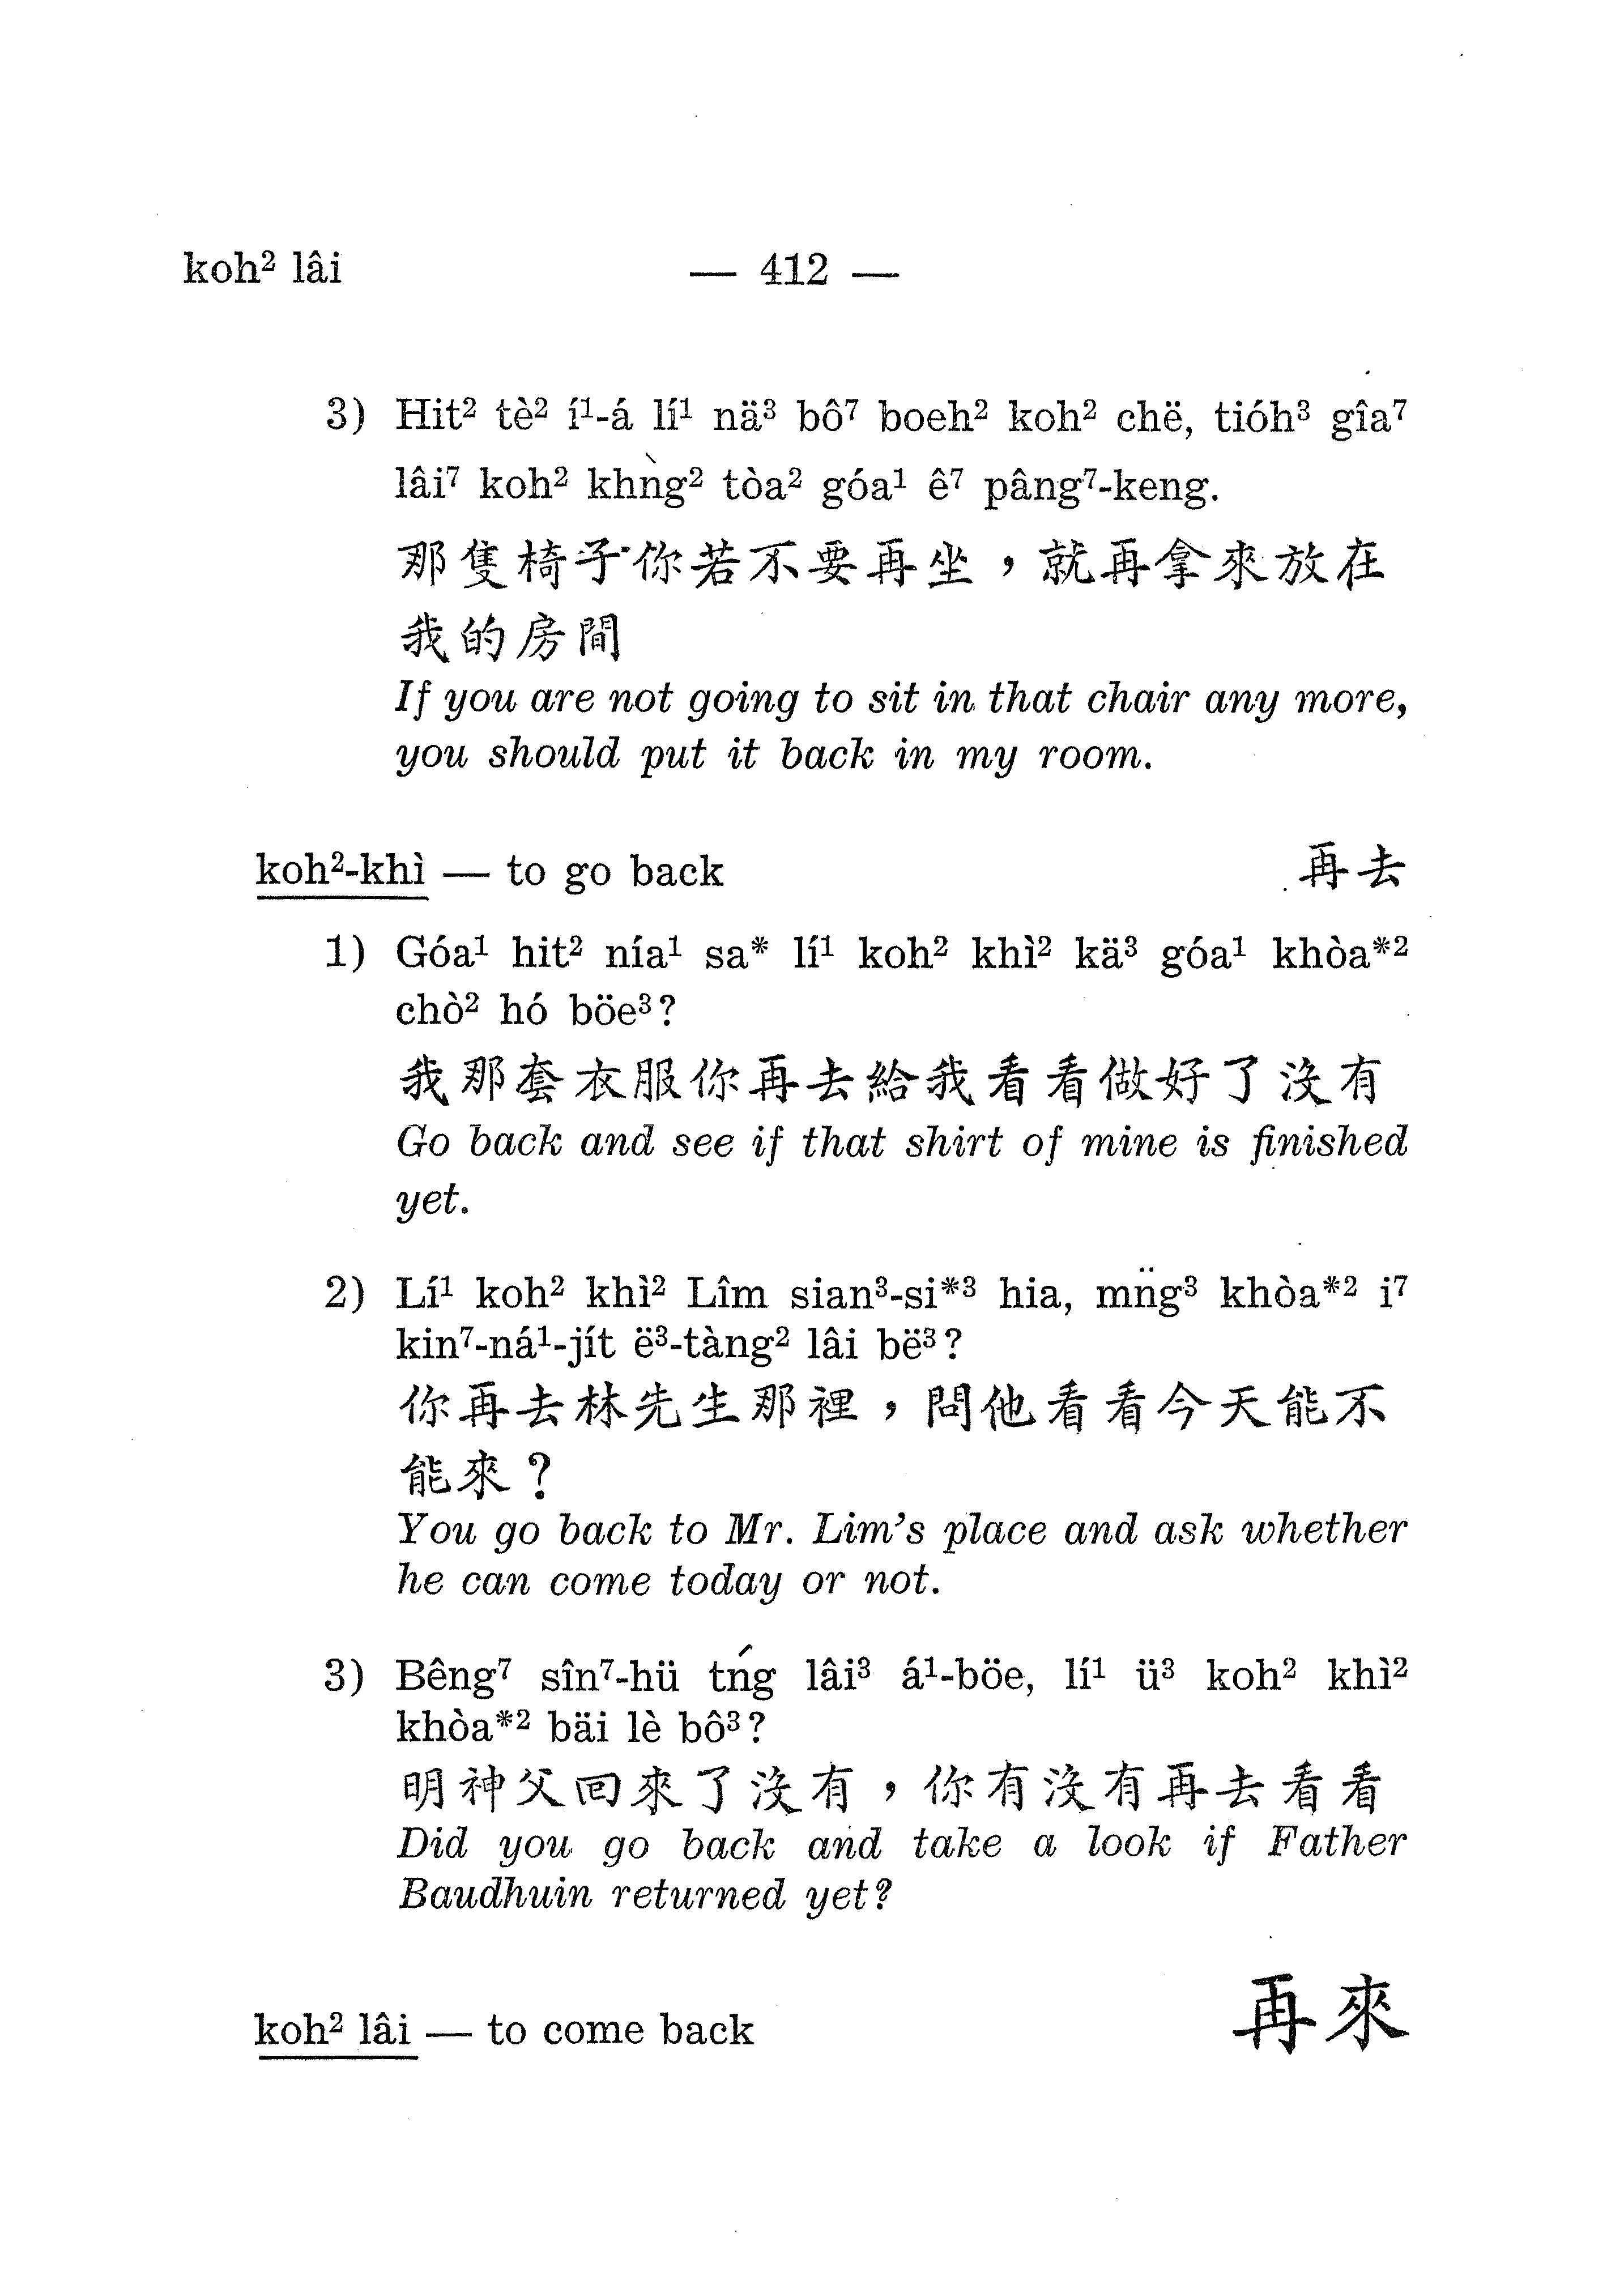 koh² lâi — 412 —
3) Hit² tè² í¹-á lí¹ nä³ bô⁷ boeh² koh² chë, tióh³ gîa⁷
lâi⁷ koh² khǹg² tòa² góa¹ ê⁷ pâng⁷-keng.
那隻椅子你若不要再坐，就再拿來放在
我的房間
If you are not going to sit in that chair any more,
you should put it back in my room.
koh²-khì — to go back 再去
1) Góa¹ hit² nía¹ sa* lí¹ koh² khì² kä³ góa¹ khòa*²
chò² hó böe³?
我那套衣服你再去給我看看做好了沒有
Go back and see if that shirt of mine is finished
yet.
2) Lí¹ koh² khì² Lîm sian³-si*³ hia, mn̈g³ khòa*² i⁷
kin⁷-ná¹-jít ë³-tàng² lâi bë³?
你再去林先生那裡，問他看看今天能不
能來？
You go back to Mr. Lim's place and ask whether
he can come today or not.
3) Bêng⁷ sîn⁷-hü tńg lâi³ á¹-böe, lí¹ ü³ koh² khì²
khòa*² bäi lè bô³?
明神父回來了沒有，你有沒有再去看看
Did you go back and take a look if Father
Baudhuin returned yet?
koh² lâi — to come back 再來